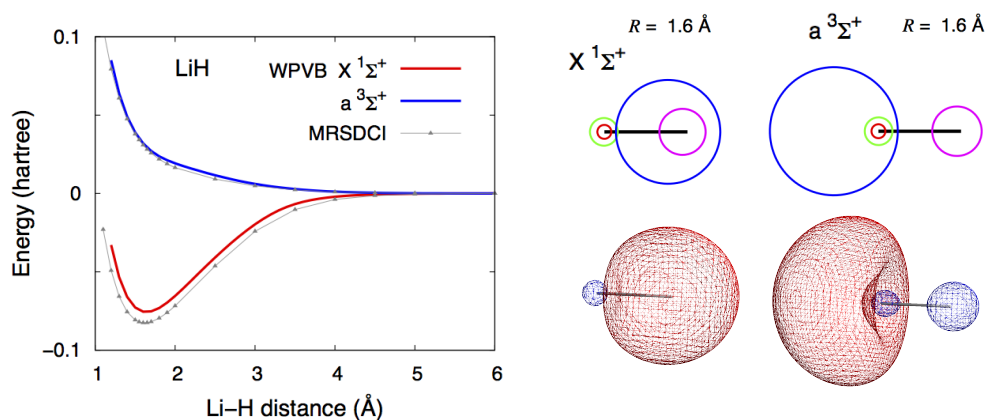 0.1
0
−0.1
Energy (hartree)
LiH
WPVB X ¹Σ⁺
a ³Σ⁺
MRSDCI
1 2 3 4 5 6
Li−H distance (Å)
R = 1.6 Å
X ¹Σ⁺
a ³Σ⁺
R = 1.6 Å